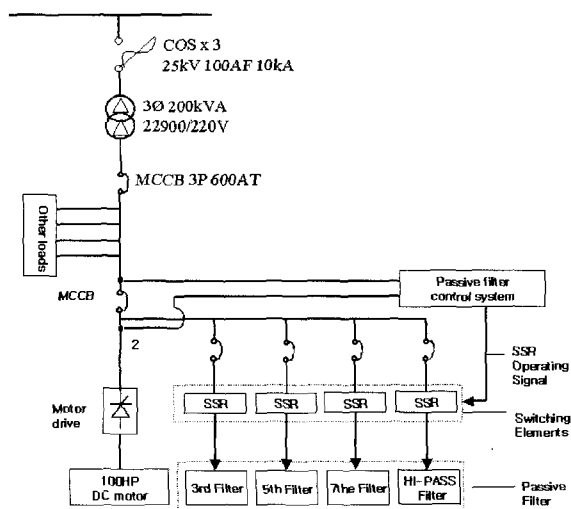 COS x 3
25kV 100AF 10kA
3Ø 200kVA
22900/220V
MCCB 3P 600AT
Other loads
MCCB
2
Passive filter
control system
SSR
Operating
Signal
SSR
SSR
SSR
SSR
Switching
Elements
Motor
drive
100HP
DC motor
3rd Filter
5th Filter
7the Filter
HI-PASS
Filter
Passive
Filter